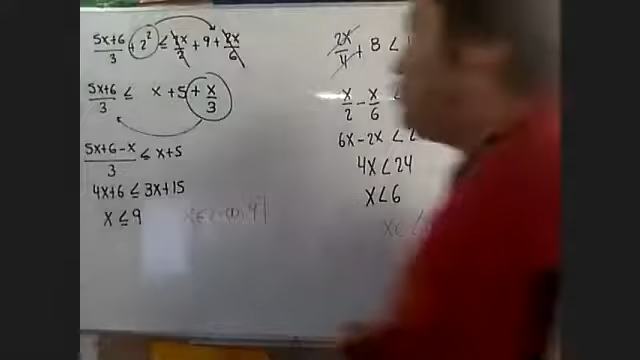 5x+6/3 + 2² ≤ 2x/2 + 9 + 2x/6
5x+6/3 ≤ x + 5 + x/3
5x+6-x/3 ≤ x+5
4x+6 ≤ 3x+15
x ≤ 9
2x/4 + 8 <
x/2 - x/6
6x-2x <
4x < 24
x < 6